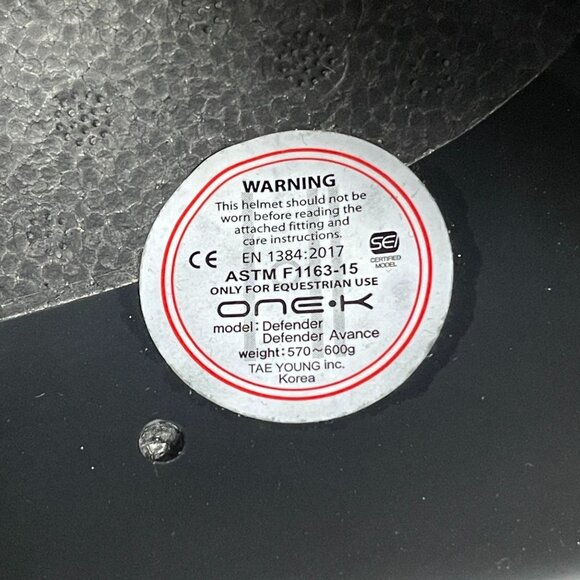 WARNING
This helmet should not be
worn before reading the
attached fitting and
care instructions.
CE EN 1384:2017
SEI
CERTIFIED
MODEL
ASTM F1163-15
ONLY FOR EQUESTRIAN USE
ONE•K
model: Defender
Defender Avance
weight: 570~600g
TAE YOUNG inc.
Korea